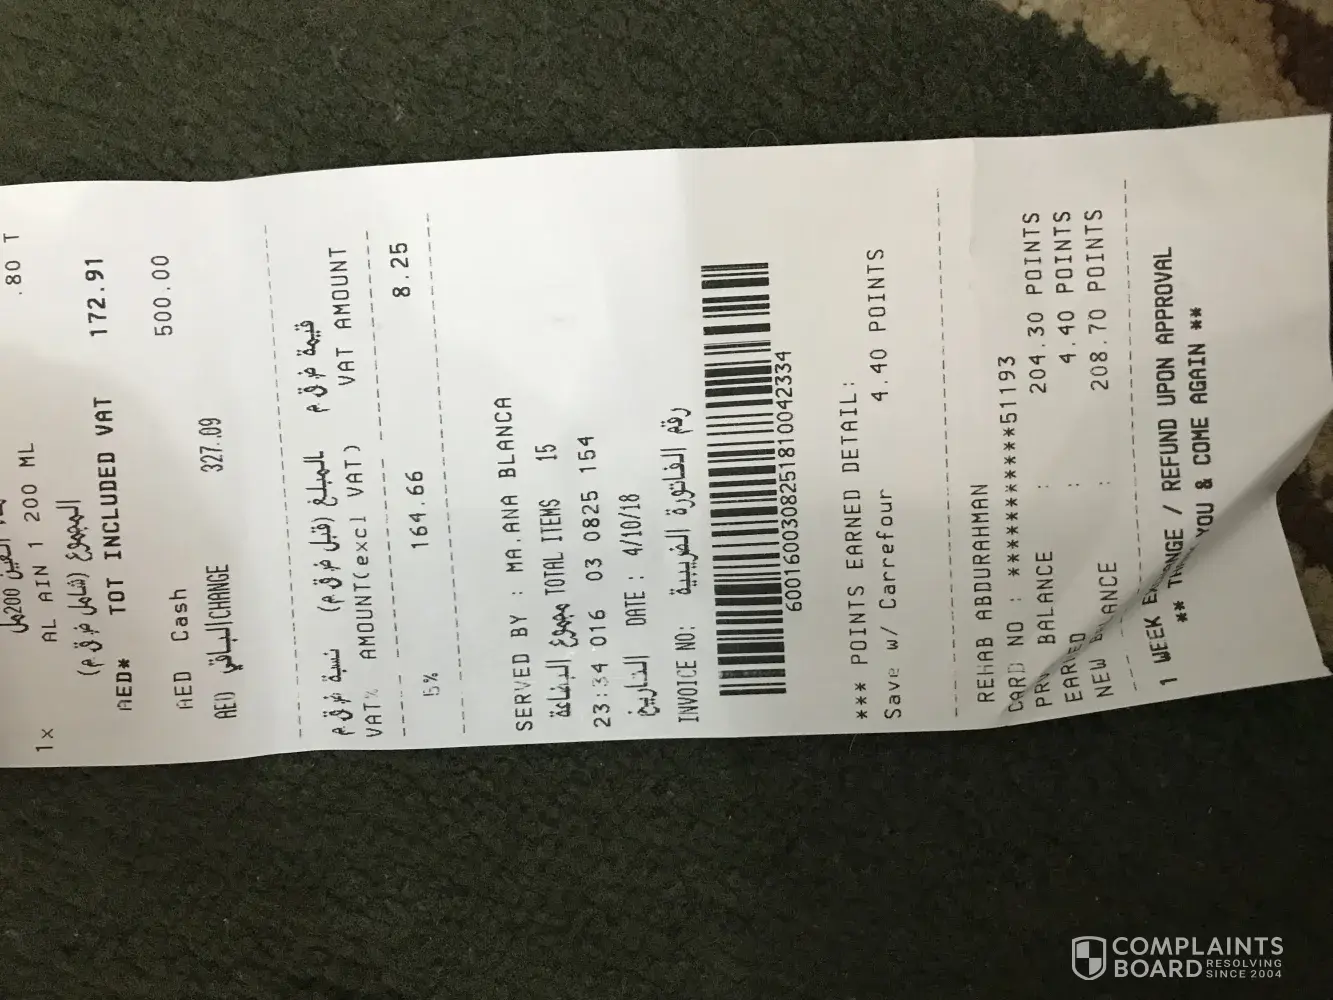 .80 T
العين 200مل
1x AL AIN 1 200 ML
المجموع (شامل ض ق م)
AED* TOT INCLUDED VAT 172.91
AED Cash 500.00
AED الباقي CHANGE 327.09
نسبة ض ق م المبلغ (قبل ض ق م) قيمة ض ق م
VAT% AMOUNT(excl VAT) VAT AMOUNT
5% 164.66 8.25
SERVED BY : MA.ANA BLANCA
مجموع البضاعة TOTAL ITEMS 15
23:34 016 03 0825 154
التاريخ DATE : 4/10/18
INVOICE NO: رقم الفاتورة الضريبية
6001600308251810042334
*** POINTS EARNED DETAIL:
Save w/ Carrefour 4.40 POINTS
REHAB ABDURAHMAN
CARD NO : ************51193
PRV BALANCE : 204.30 POINTS
EARNED : 4.40 POINTS
NEW BALANCE : 208.70 POINTS
1 WEEK / REFUND UPON APPROVAL
** YOU & COME AGAIN **
COMPLAINTS
BOARD RESOLVING
SINCE 2004